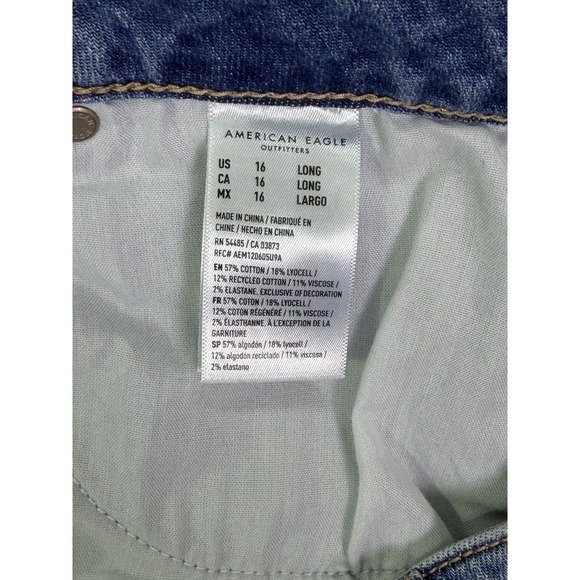 AMERICAN EAGLE
OUTFITTERS
US 16 LONG
CA 16 LONG
MX 16 LARGO
MADE IN CHINA / FABRIQUÉ EN
CHINE / HECHO EN CHINA
RN 54485 / CA 03873
RFC# AEM120605U9A
EN 57% COTTON / 18% LYOCELL /
12% RECYCLED COTTON / 11% VISCOSE /
2% ELASTANE. EXCLUSIVE OF DECORATION
FR 57% COTON / 18% LYOCELL /
12% COTON RÉGÉNÉRÉ / 11% VISCOSE /
2% ÉLASTHANNE. À L'EXCEPTION DE LA
GARNITURE
SP 57% algodón / 18% lyocell /
12% algodón reciclado / 11% viscosa /
2% elastano